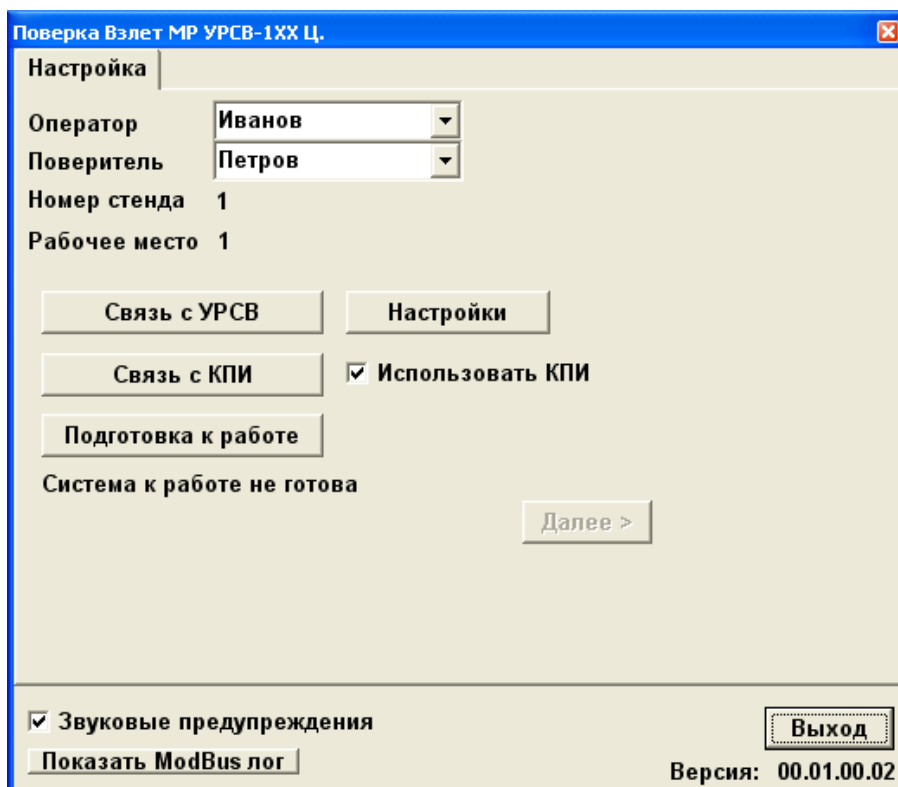 Поверка Взлет МР УРСВ-1ХХ Ц.
Настройка
Оператор Иванов
Поверитель Петров
Номер стенда 1
Рабочее место 1
Связь с УРСВ Настройки
Связь с КПИ Использовать КПИ
Подготовка к работе
Система к работе не готова
Далее >
Звуковые предупреждения
Выход
Показать ModBus лог
Версия: 00.01.00.02